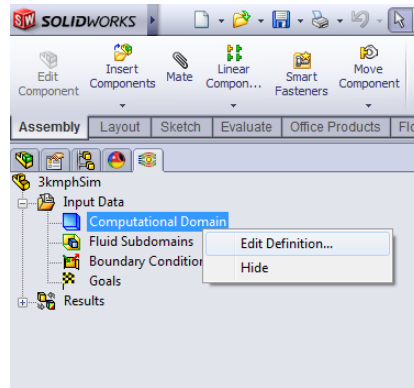 SOLIDWORKS
Edit Component
Insert Components
Mate
Linear Compon...
Smart Fasteners
Move Component
Assembly Layout Sketch Evaluate Office Products Flo
3kmphSim
Input Data
Computational Domain
Fluid Subdomains
Edit Definition...
Boundary Condition
Hide
Goals
Results